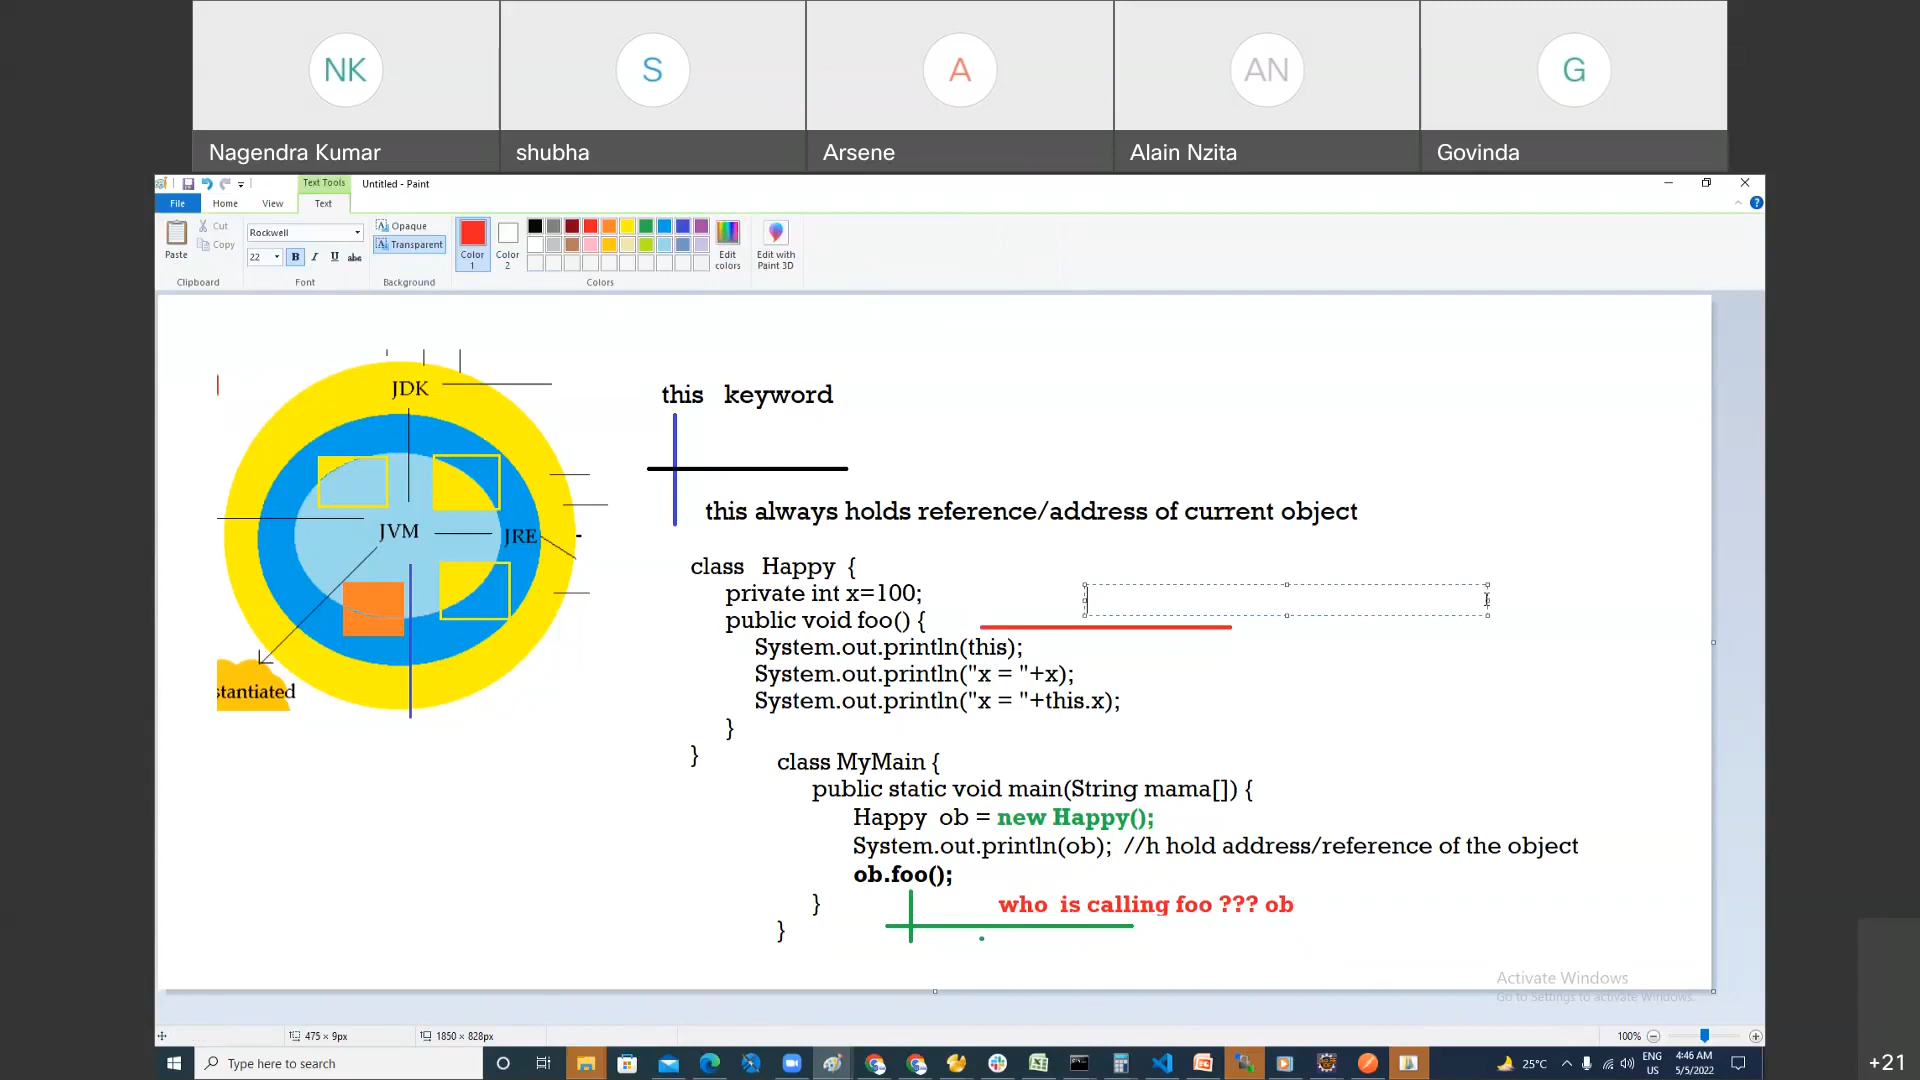 NK
S
A
AN
G
Nagendra Kumar
shubha
Arsene
Alain Nzita
Govinda
Text Tools
Untitled - Paint
File
Home
View
Text
Paste
Cut
Copy
Clipboard
Rockwell
22
B
I
U
abc
Font
Opaque
Transparent
Background
Color
1
Color
2
Colors
Edit
colors
Edit with
Paint 3D
JDK
JVM
JRE
stantiated
this keyword
this always holds reference/address of current object
class Happy {
private int x=100;
public void foo() {
System.out.println(this);
System.out.println("x = "+x);
System.out.println("x = "+this.x);
}
}
class MyMain {
public static void main(String mama[]) {
Happy ob = new Happy();
System.out.println(ob); //h hold address/reference of the object
ob.foo();
}
who is calling foo ??? ob
}
Activate Windows
Go to Settings to activate Windows.
475 × 9px
1850 × 828px
100%
Type here to search
25°C
ENG
US
4:46 AM
5/5/2022
+21